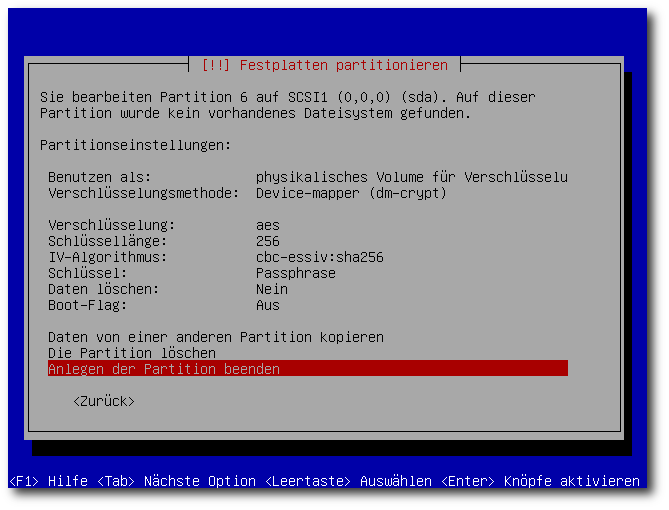 [!!] Festplatten partitionieren
Sie bearbeiten Partition 6 auf SCSI1 (0,0,0) (sda). Auf dieser
Partition wurde kein vorhandenes Dateisystem gefunden.
Partitionseinstellungen:
Benutzen als: physikalisches Volume für Verschlüsselu
Verschlüsselungsmethode: Device-mapper (dm-crypt)
Verschlüsselung: aes
Schlüssellänge: 256
IV-Algorithmus: cbc-essiv:sha256
Schlüssel: Passphrase
Daten löschen: Nein
Boot-Flag: Aus
Daten von einer anderen Partition kopieren
Die Partition löschen
Anlegen der Partition beenden
<Zurück>
<F1> Hilfe <Tab> Nächste Option <Leertaste> Auswählen <Enter> Knöpfe aktivieren